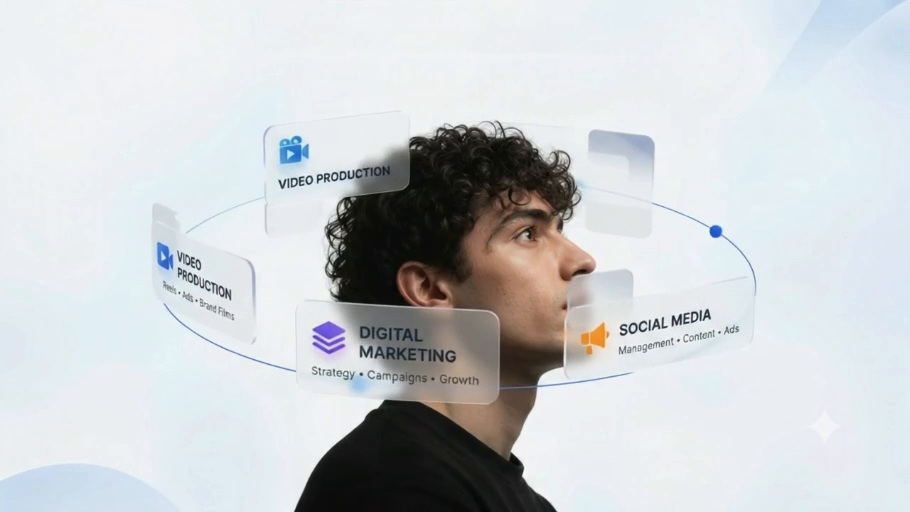 VIDEO PRODUCTION
VIDEO
PRODUCTION
Reels • Ads • Brand Films
DIGITAL
MARKETING
Strategy • Campaigns • Growth
SOCIAL MEDIA
Management • Content • Ads